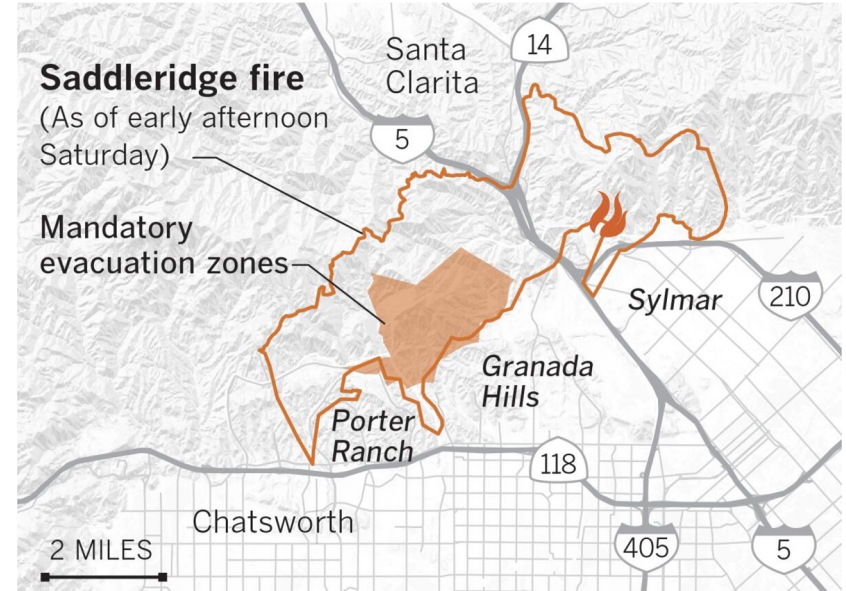 Saddleridge fire
(As of early afternoon
Saturday)
Mandatory
evacuation zones
Santa
Clarita
14
5
Sylmar
210
Granada
Hills
Porter
Ranch
118
Chatsworth
2 MILES
405
5